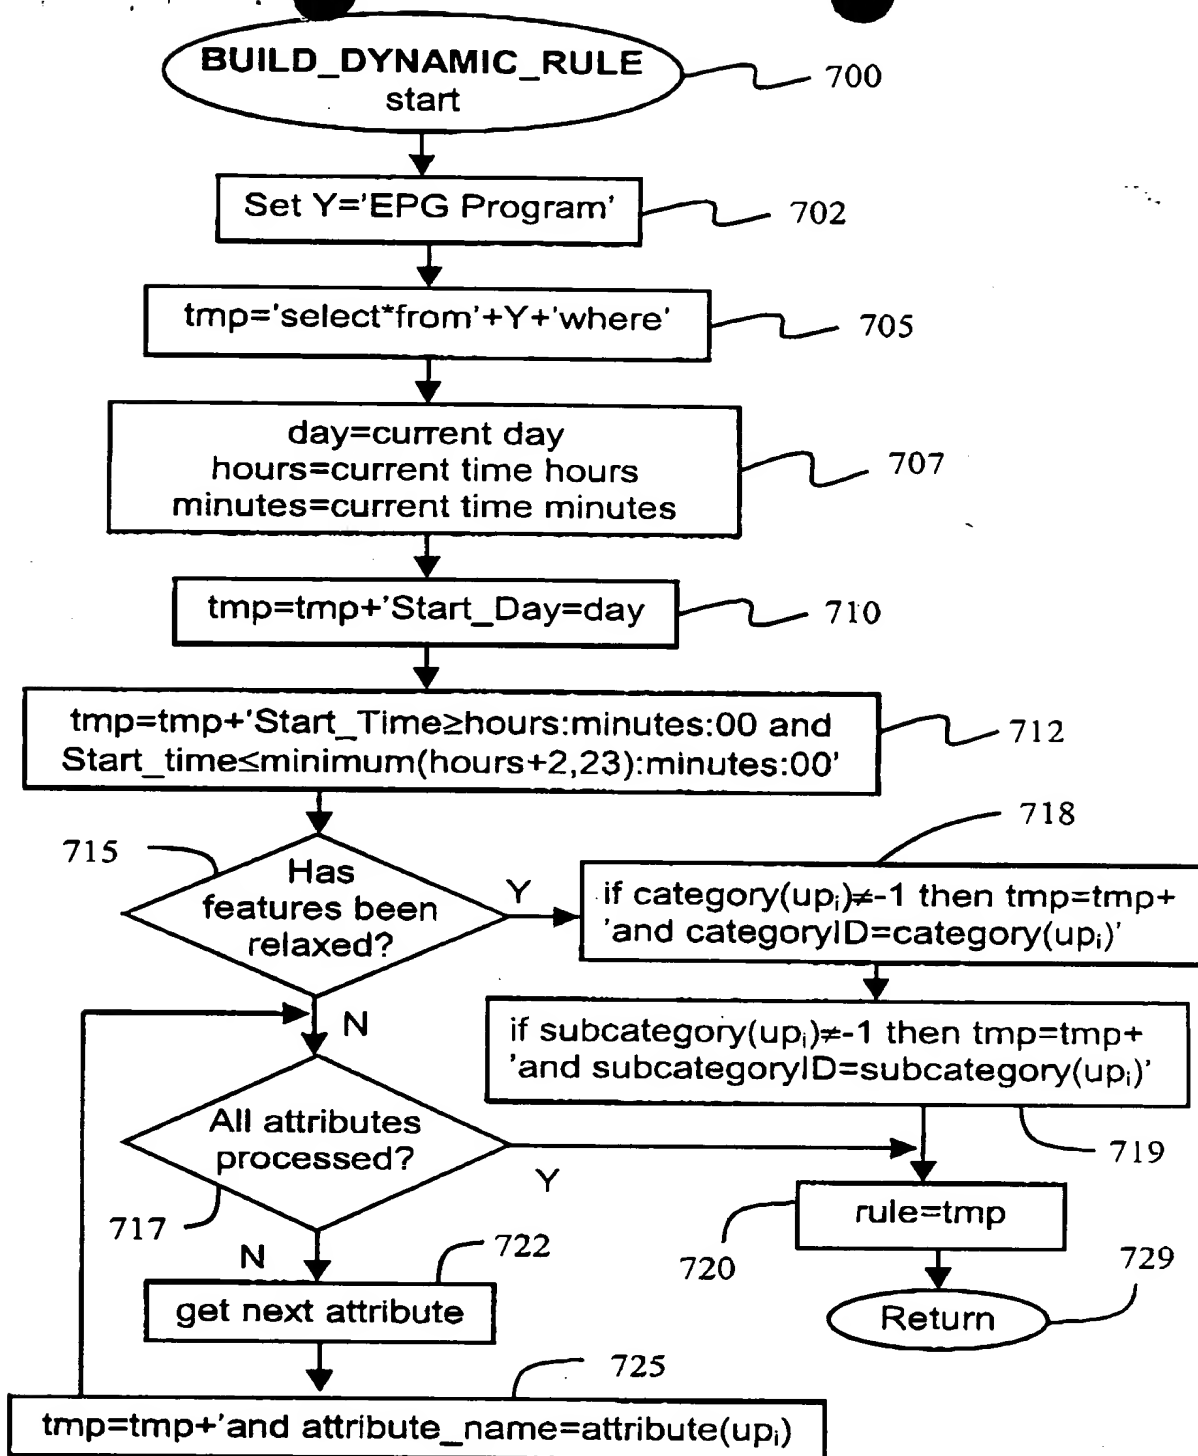 BUILD_DYNAMIC_RULE
start
700
Set Y='EPG Program'
702
tmp='select*from'+Y+'where'
705
day=current day
hours=current time hours
minutes=current time minutes
707
tmp=tmp+'Start_Day=day
710
tmp=tmp+'Start_Time≥hours:minutes:00 and
Start_time≤minimum(hours+2,23):minutes:00'
712
715
Has
features been
relaxed?
Y
N
718
if category(upᵢ)≠-1 then tmp=tmp+
'and categoryID=category(upᵢ)'
if subcategory(upᵢ)≠-1 then tmp=tmp+
'and subcategoryID=subcategory(upᵢ)'
719
All attributes
processed?
Y
717
N
rule=tmp
720
722
get next attribute
729
Return
725
tmp=tmp+'and attribute_name=attribute(upᵢ)